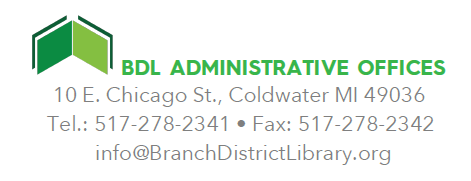 BDL ADMINISTRATIVE OFFICES
10 E. Chicago St., Coldwater MI 49036
Tel.: 517-278-2341 • Fax: 517-278-2342
info@BranchDistrictLibrary.org